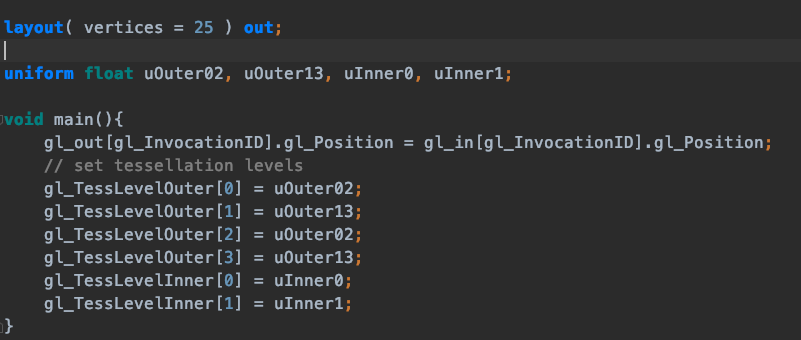 layout( vertices = 25 ) out;
uniform float uOuter02, uOuter13, uInner0, uInner1;
void main(){
gl_out[gl_InvocationID].gl_Position = gl_in[gl_InvocationID].gl_Position;
// set tessellation levels
gl_TessLevelOuter[0] = uOuter02;
gl_TessLevelOuter[1] = uOuter13;
gl_TessLevelOuter[2] = uOuter02;
gl_TessLevelOuter[3] = uOuter13;
gl_TessLevelInner[0] = uInner0;
gl_TessLevelInner[1] = uInner1;
}